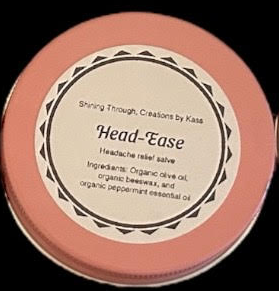 Shining Through, Creations by Kass
Head-Ease
Headache relief salve
Ingredients: Organic olive oil,
organic beeswax, and
organic peppermint essential oil